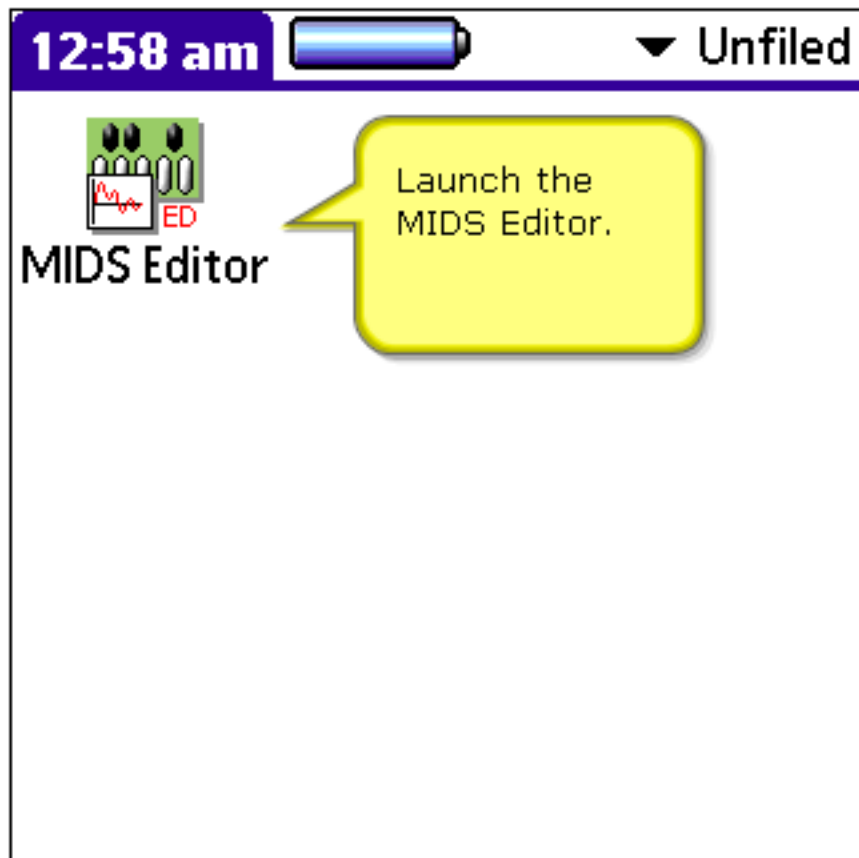 12:58 am
Unfiled
Launch the
MIDS Editor.
ED
MIDS Editor